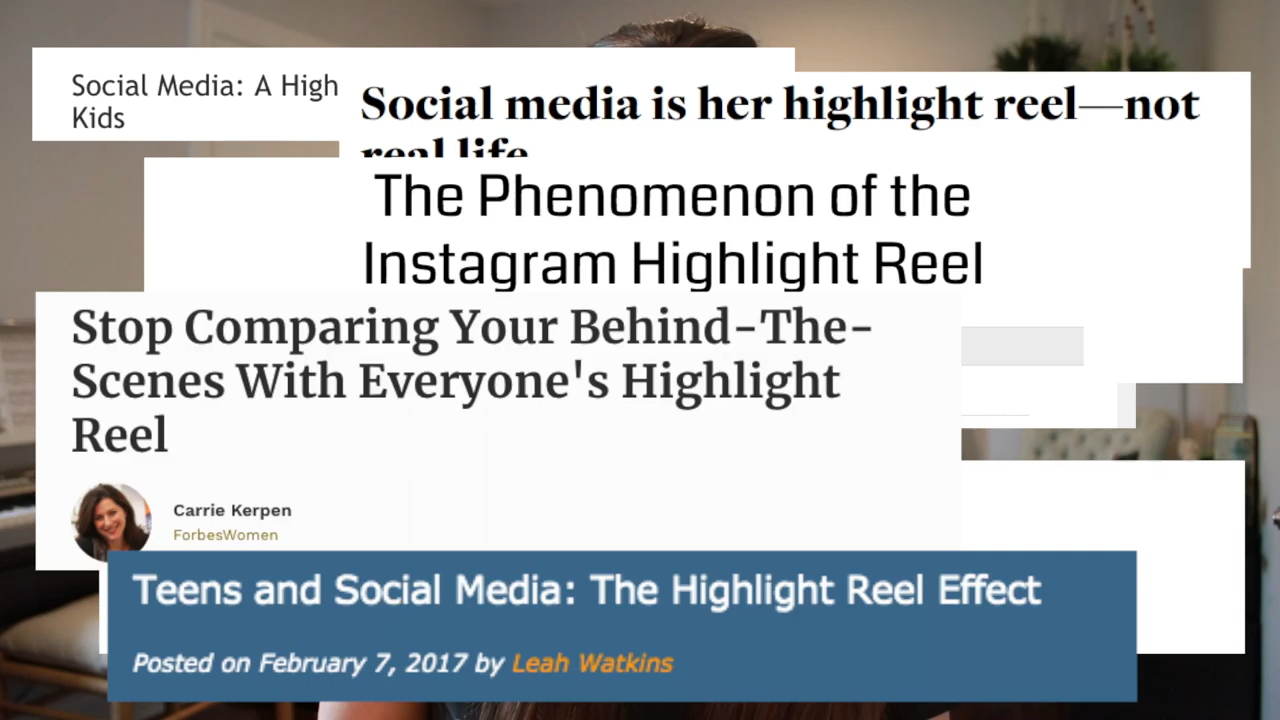 Social Media: A High
Kids
Social media is her highlight reel—not
real life
The Phenomenon of the
Instagram Highlight Reel
Stop Comparing Your Behind-The-
Scenes With Everyone's Highlight
Reel
Carrie Kerpen
ForbesWomen
Teens and Social Media: The Highlight Reel Effect
Posted on February 7, 2017 by Leah Watkins